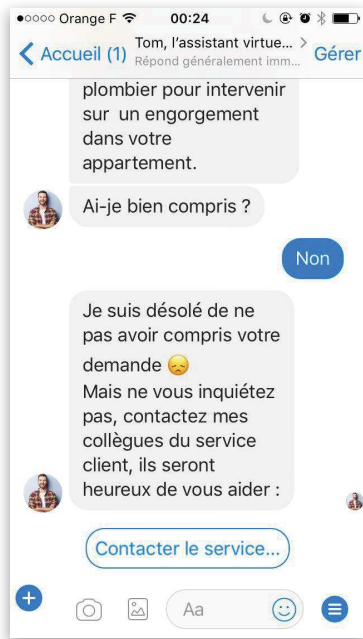 Orange F 00:24
Tom, l'assistant virtue...
Accueil (1)
Répond généralement imm...
Gérer
plombier pour intervenir
sur un engorgement
dans votre
appartement.
Ai-je bien compris ?
Non
Je suis désolé de ne
pas avoir compris votre
demande 😞
Mais ne vous inquiétez
pas, contactez mes
collègues du service
client, ils seront
heureux de vous aider :
Contacter le service...
Aa